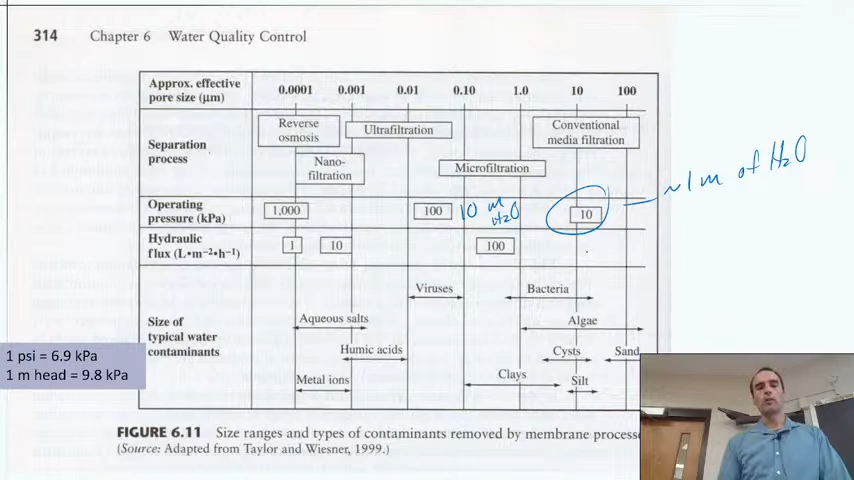 314 Chapter 6 Water Quality Control
Approx. effective pore size (μm) 0.0001 0.001 0.01 0.10 1.0 10 100
Separation process
Reverse osmosis
Ultrafiltration
Conventional media filtration
Nano-filtration
Microfiltration
Operating pressure (kPa) 1,000 100 10 m H₂O 10 ~1 m of H₂O
Hydraulic flux (L•m⁻²•h⁻¹) 1 10 100
Size of typical water contaminants
Viruses Bacteria
Aqueous salts Algae
Humic acids Cysts Sand
Metal ions Clays Silt
1 psi = 6.9 kPa
1 m head = 9.8 kPa
FIGURE 6.11 Size ranges and types of contaminants removed by membrane processe
(Source: Adapted from Taylor and Wiesner, 1999.)